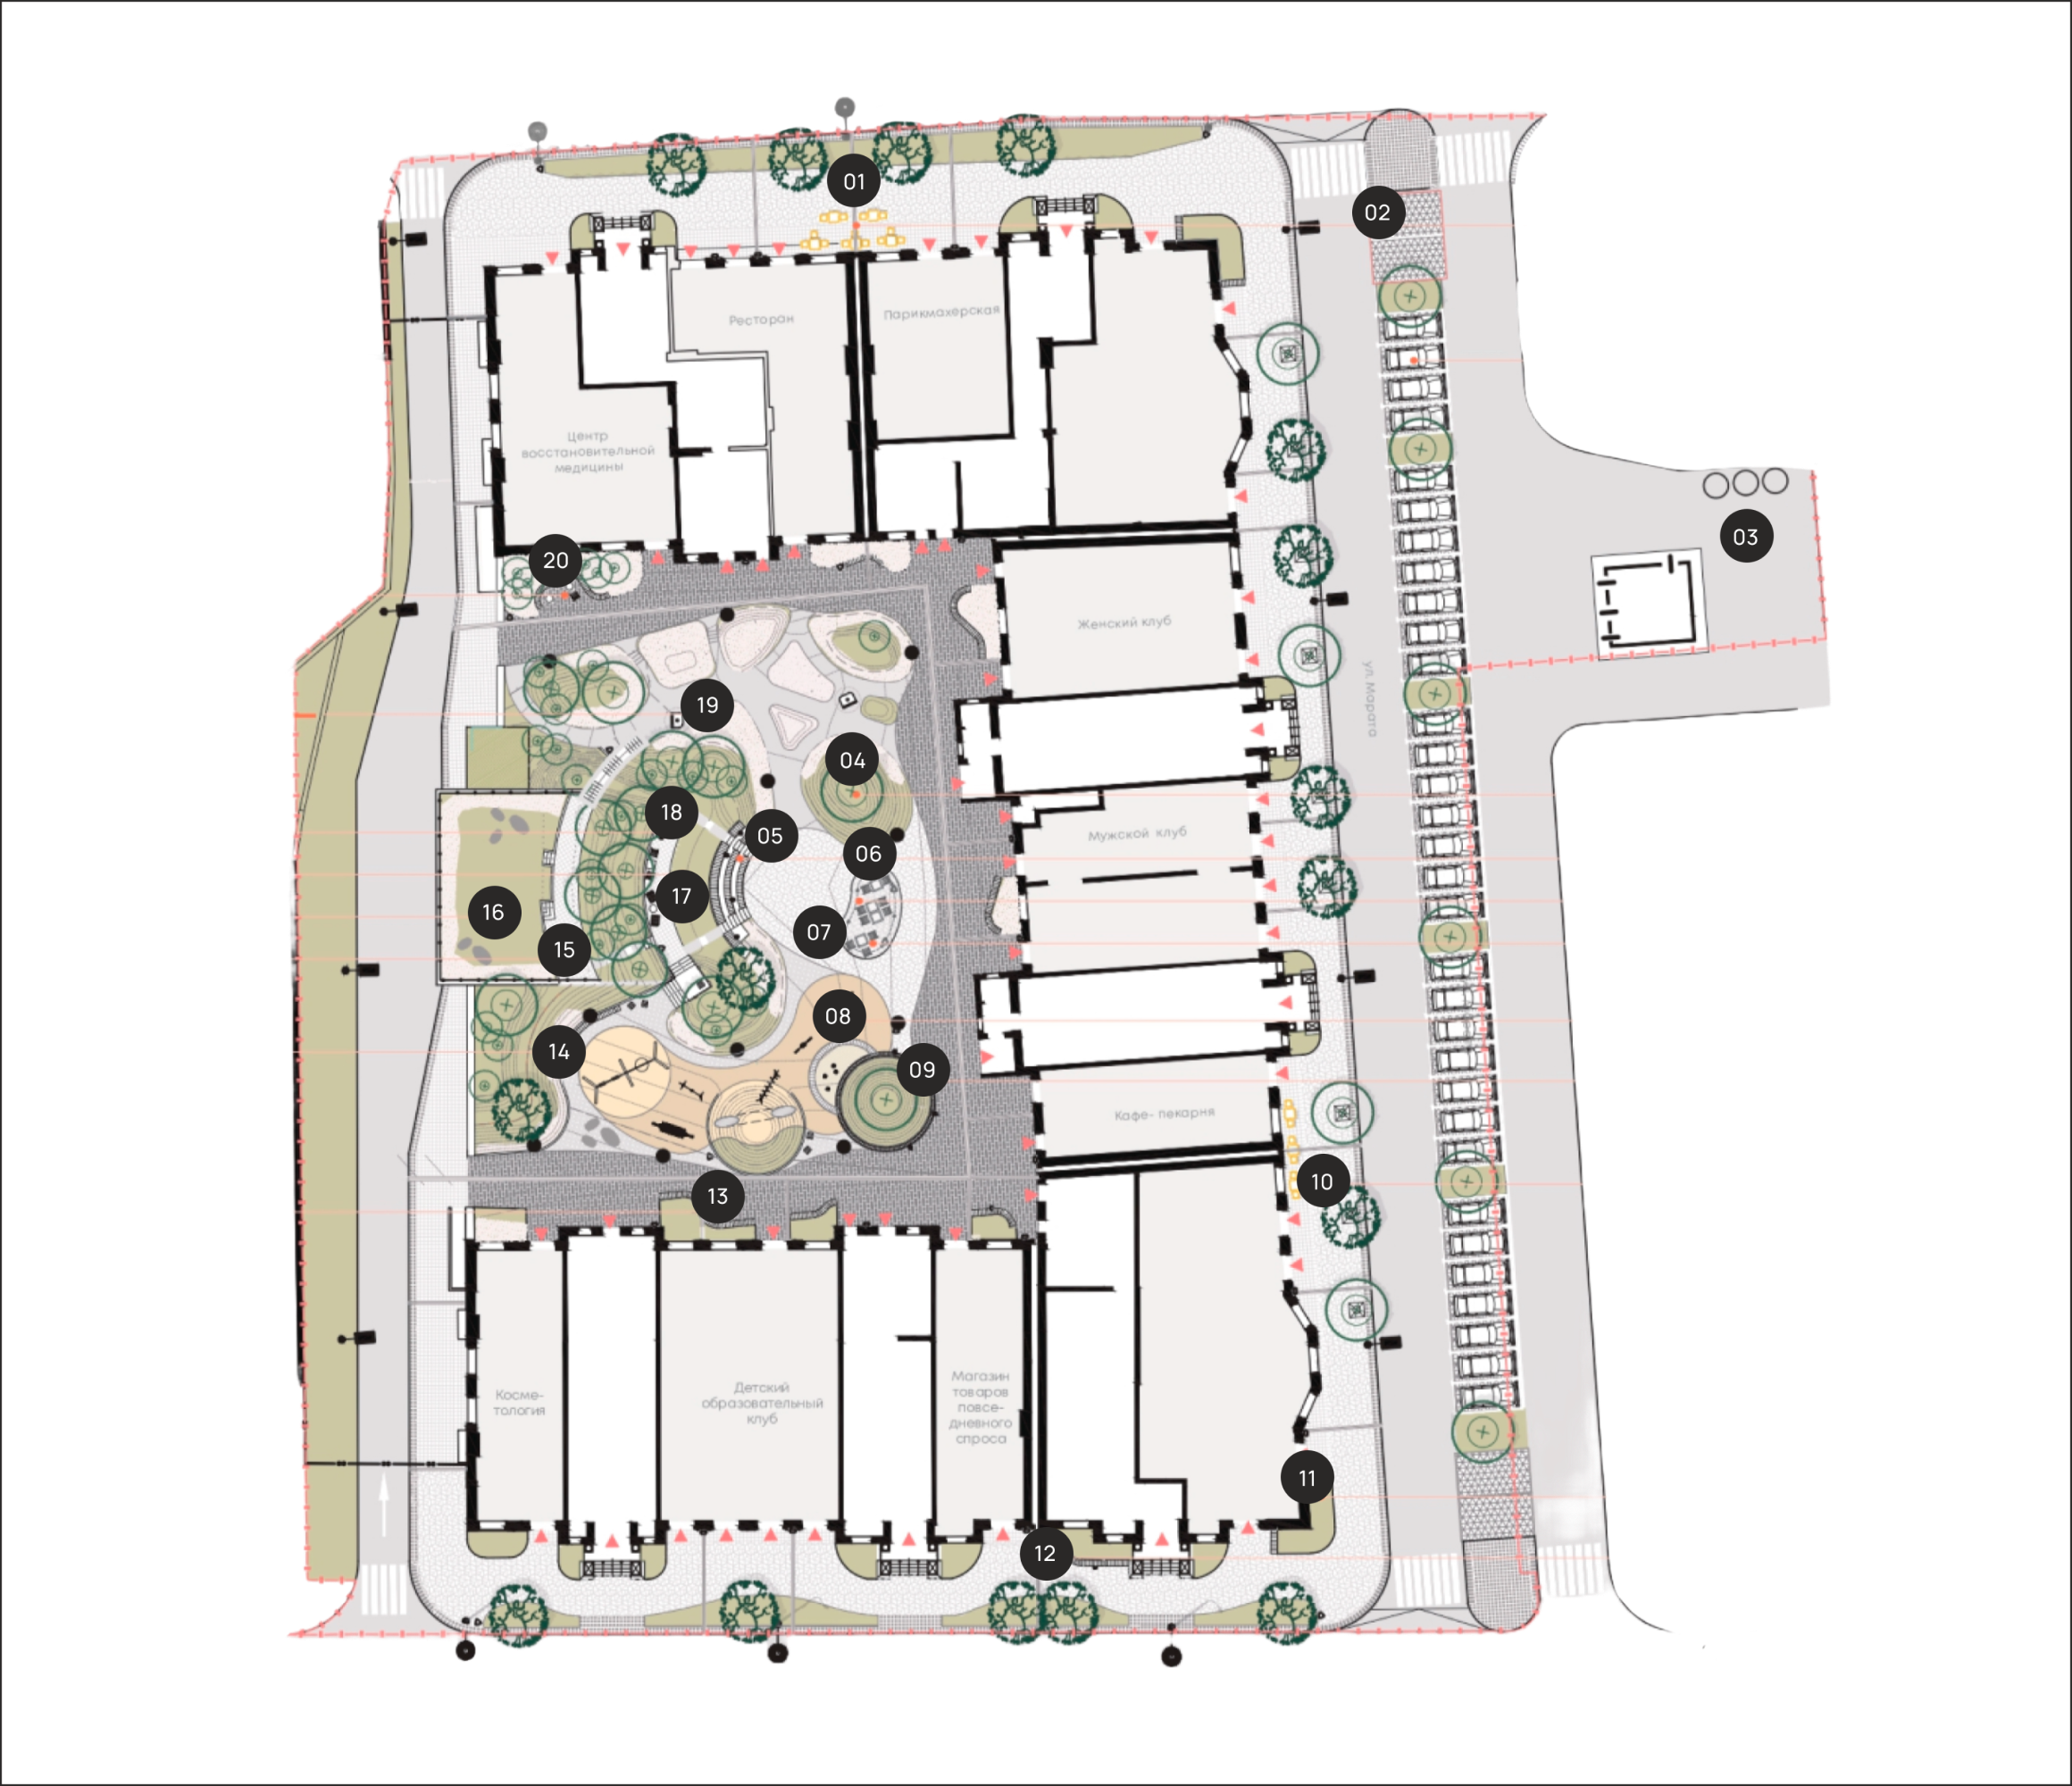 01
02
Ресторан
Парикмахерская
Центр
восстановительной
медицины
03
20
Женский клуб
ул. Марата
19
04
18
05
Мужской клуб
06
17
16
07
15
08
14
09
Кафе- пекарня
10
13
Косме-
тология
Детский
образовательный
клуб
Магазин
товаров
повсе-
дневного
спроса
11
12